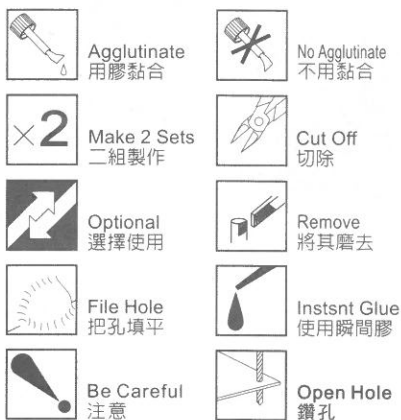 Agglutinate
用膠黏合
No Agglutinate
不用黏合
×2
Make 2 Sets
二組製作
Cut Off
切除
Optional
選擇使用
Remove
將其磨去
File Hole
把孔填平
Instsnt Glue
使用瞬間膠
Be Careful
注意
Open Hole
鑽孔